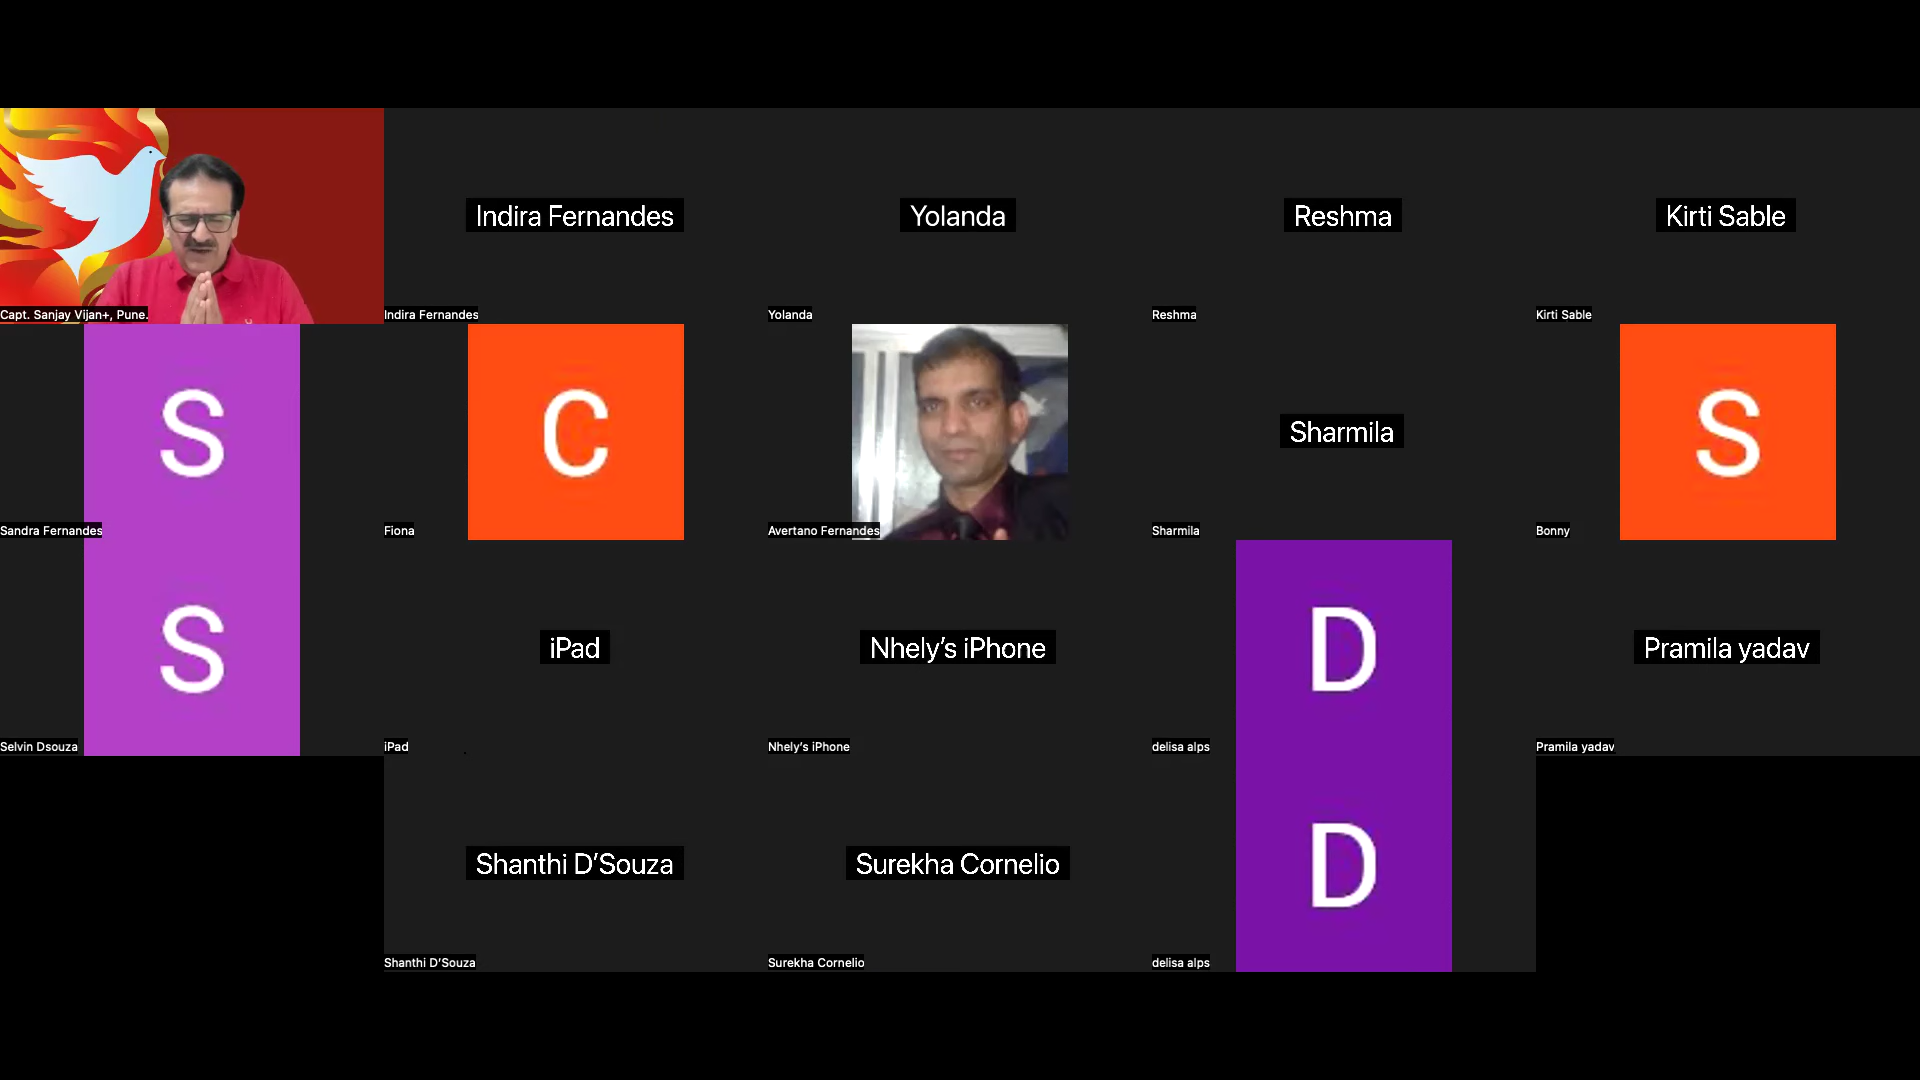 Indira Fernandes
Yolanda
Reshma
Kirti Sable
Capt. Sanjay Vijan+, Pune.
Indira Fernandes
Yolanda
Reshma
Kirti Sable
S
C
Sharmila
S
Sandra Fernandes
Fiona
Avertano Fernandes
Sharmila
Bonny
S
iPad
Nhely’s iPhone
D
Pramila yadav
Selvin Dsouza
iPad
Nhely’s iPhone
delisa alps
Pramila yadav
Shanthi D’Souza
Surekha Cornelio
D
Shanthi D’Souza
Surekha Cornelio
delisa alps